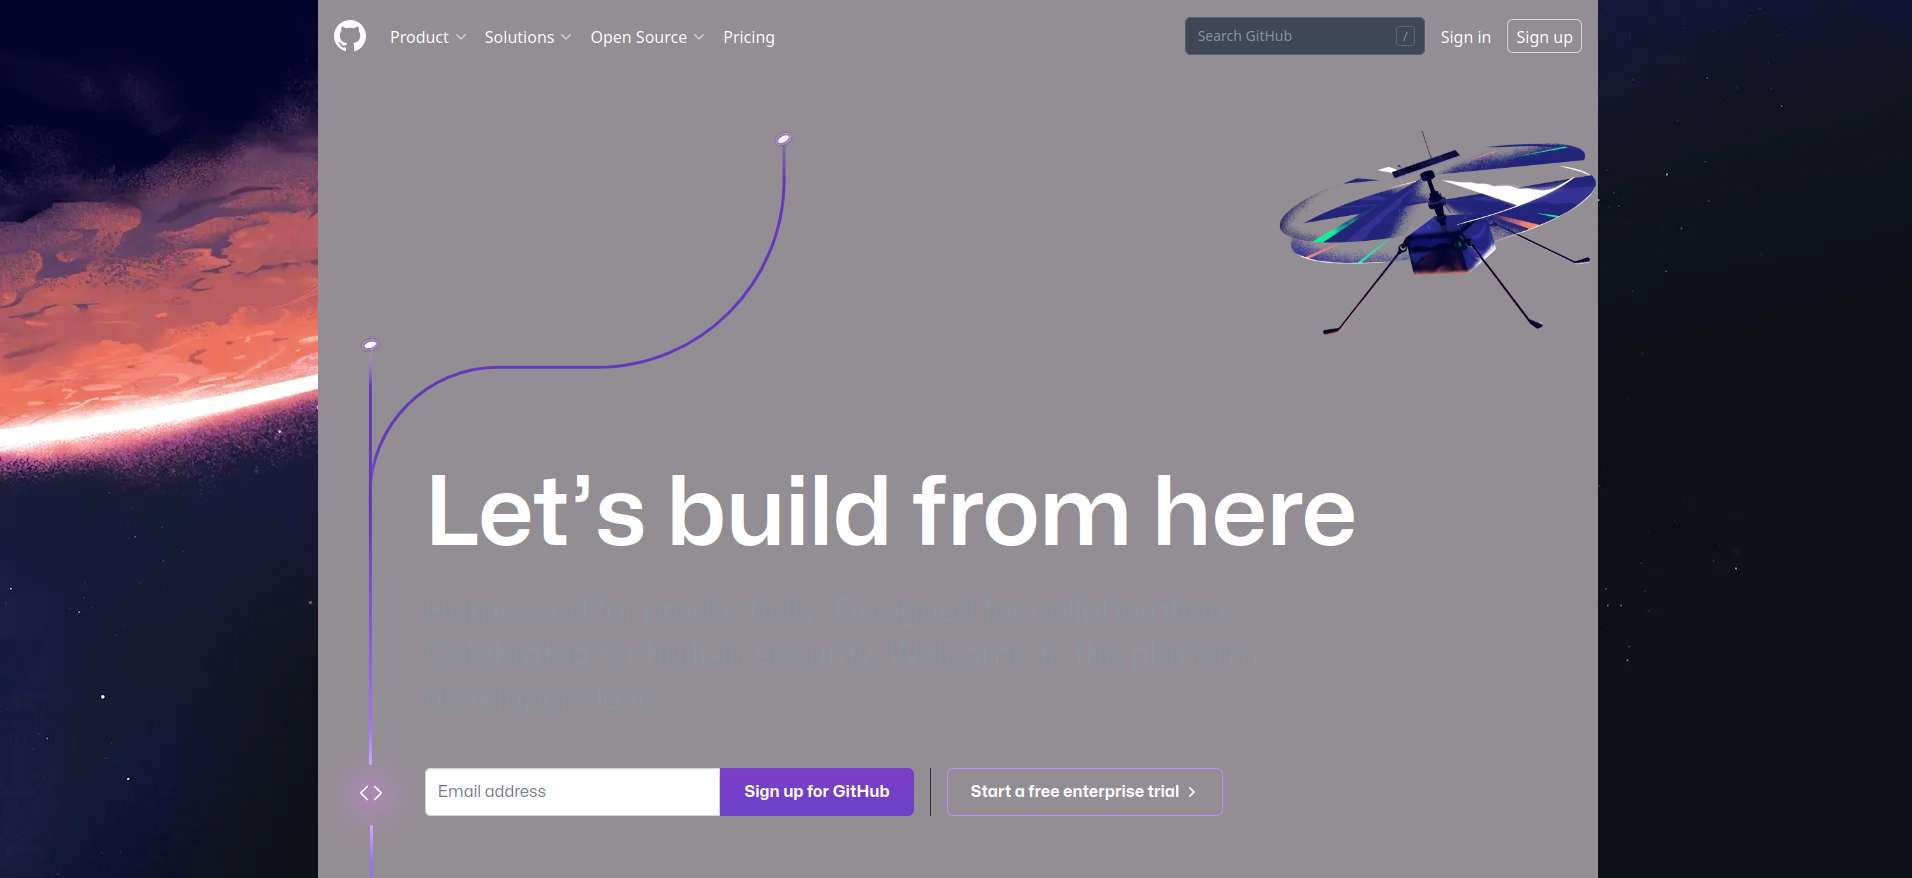 Product
Solutions
Open Source
Pricing
Search GitHub
/
Sign in
Sign up
Let’s build from here
Harnessed for productivity. Designed for collaboration.
Celebrated for built-in security. Welcome to the platform
developers love.
Email address
Sign up for GitHub
Start a free enterprise trial